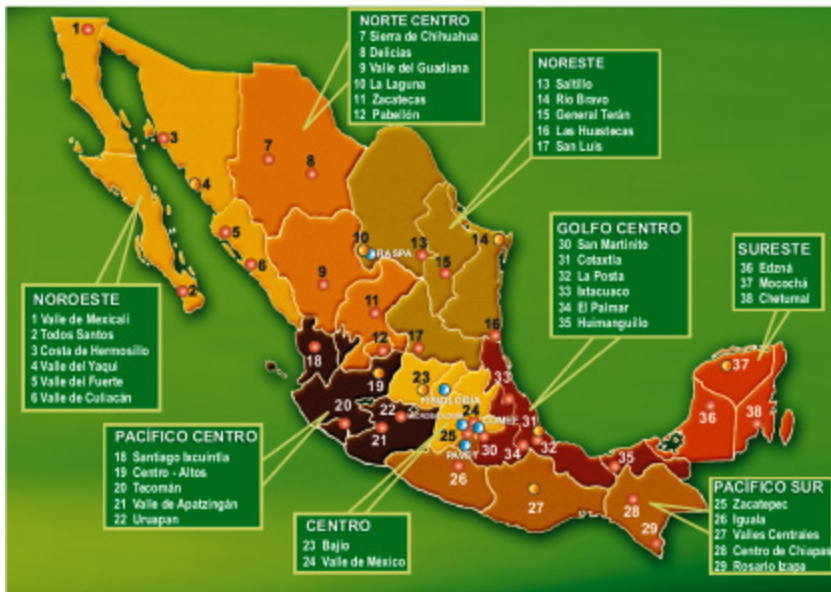 NORTE CENTRO
7 Sierra de Chihuahua
8 Delicias
9 Valle del Guadiana
10 La Laguna
11 Zacatecas
12 Pabellón
NORESTE
13 Saltillo
14 Río Bravo
15 General Terán
16 Las Huastecas
17 San Luis
GOLFO CENTRO
30 San Martinito
31 Cotaxtla
32 La Posta
33 Ixtacuaco
34 El Palmar
35 Huimanguillo
SURESTE
36 Edzná
37 Mocochá
38 Chetumal
NOROESTE
1 Valle de Mexicali
2 Todos Santos
3 Costa de Hermosillo
4 Valle del Yaqui
5 Valle del Fuerte
6 Valle de Culiacán
PACÍFICO CENTRO
18 Santiago Ixcuintla
19 Centro - Altos
20 Tecomán
21 Valle de Apatzingán
22 Uruapan
CENTRO
23 Bajío
24 Valle de México
PACÍFICO SUR
25 Zacatepec
26 Iguala
27 Valles Centrales
28 Centro de Chiapas
29 Rosario Izapa
1
3
4
5
6
2
7
8
10
RASPA
13
14
15
9
11
12
17
16
18
19
23
FISIOLOGÍA
20
22
21
24
25
30
26
33
31
34
32
35
27
28
29
37
36
38